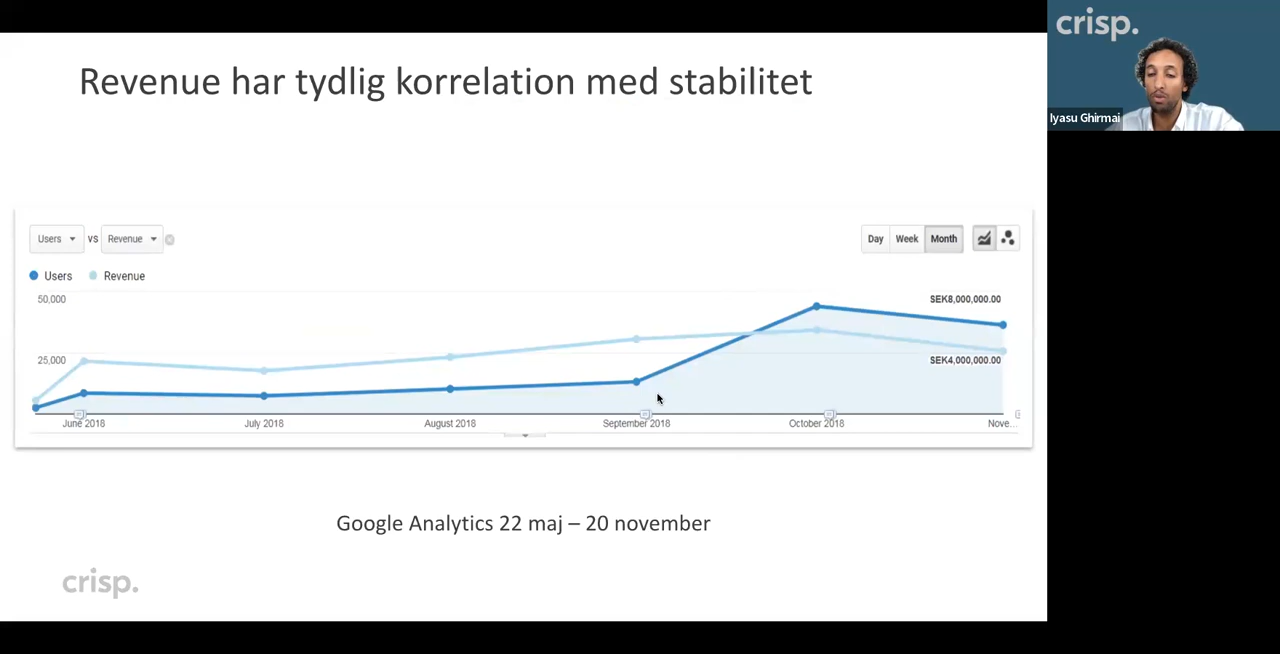 crisp.
Iyasu Ghirmai
Revenue har tydlig korrelation med stabilitet
Users VS Revenue
Day Week Month
Users Revenue
50,000
SEK8,000,000.00
25,000
SEK4,000,000.00
June 2018 July 2018 August 2018 September 2018 October 2018 Nove...
Google Analytics 22 maj – 20 november
crisp.